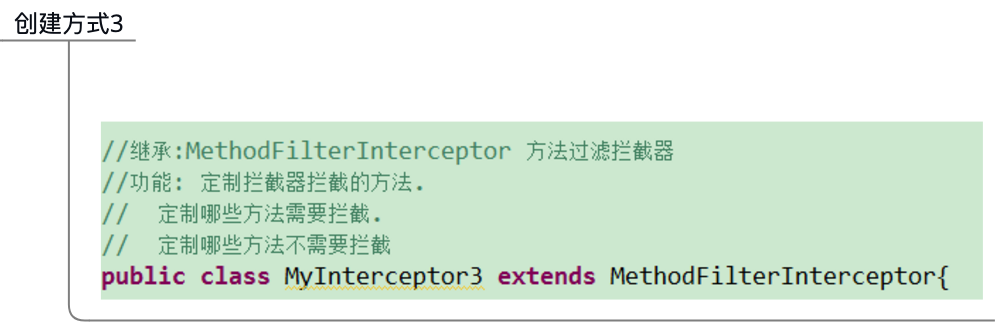 创建方式3
//继承:MethodFilterInterceptor 方法过滤拦截器
//功能: 定制拦截器拦截的方法.
//  定制哪些方法需要拦截.
//  定制哪些方法不需要拦截
public class MyInterceptor3 extends MethodFilterInterceptor{